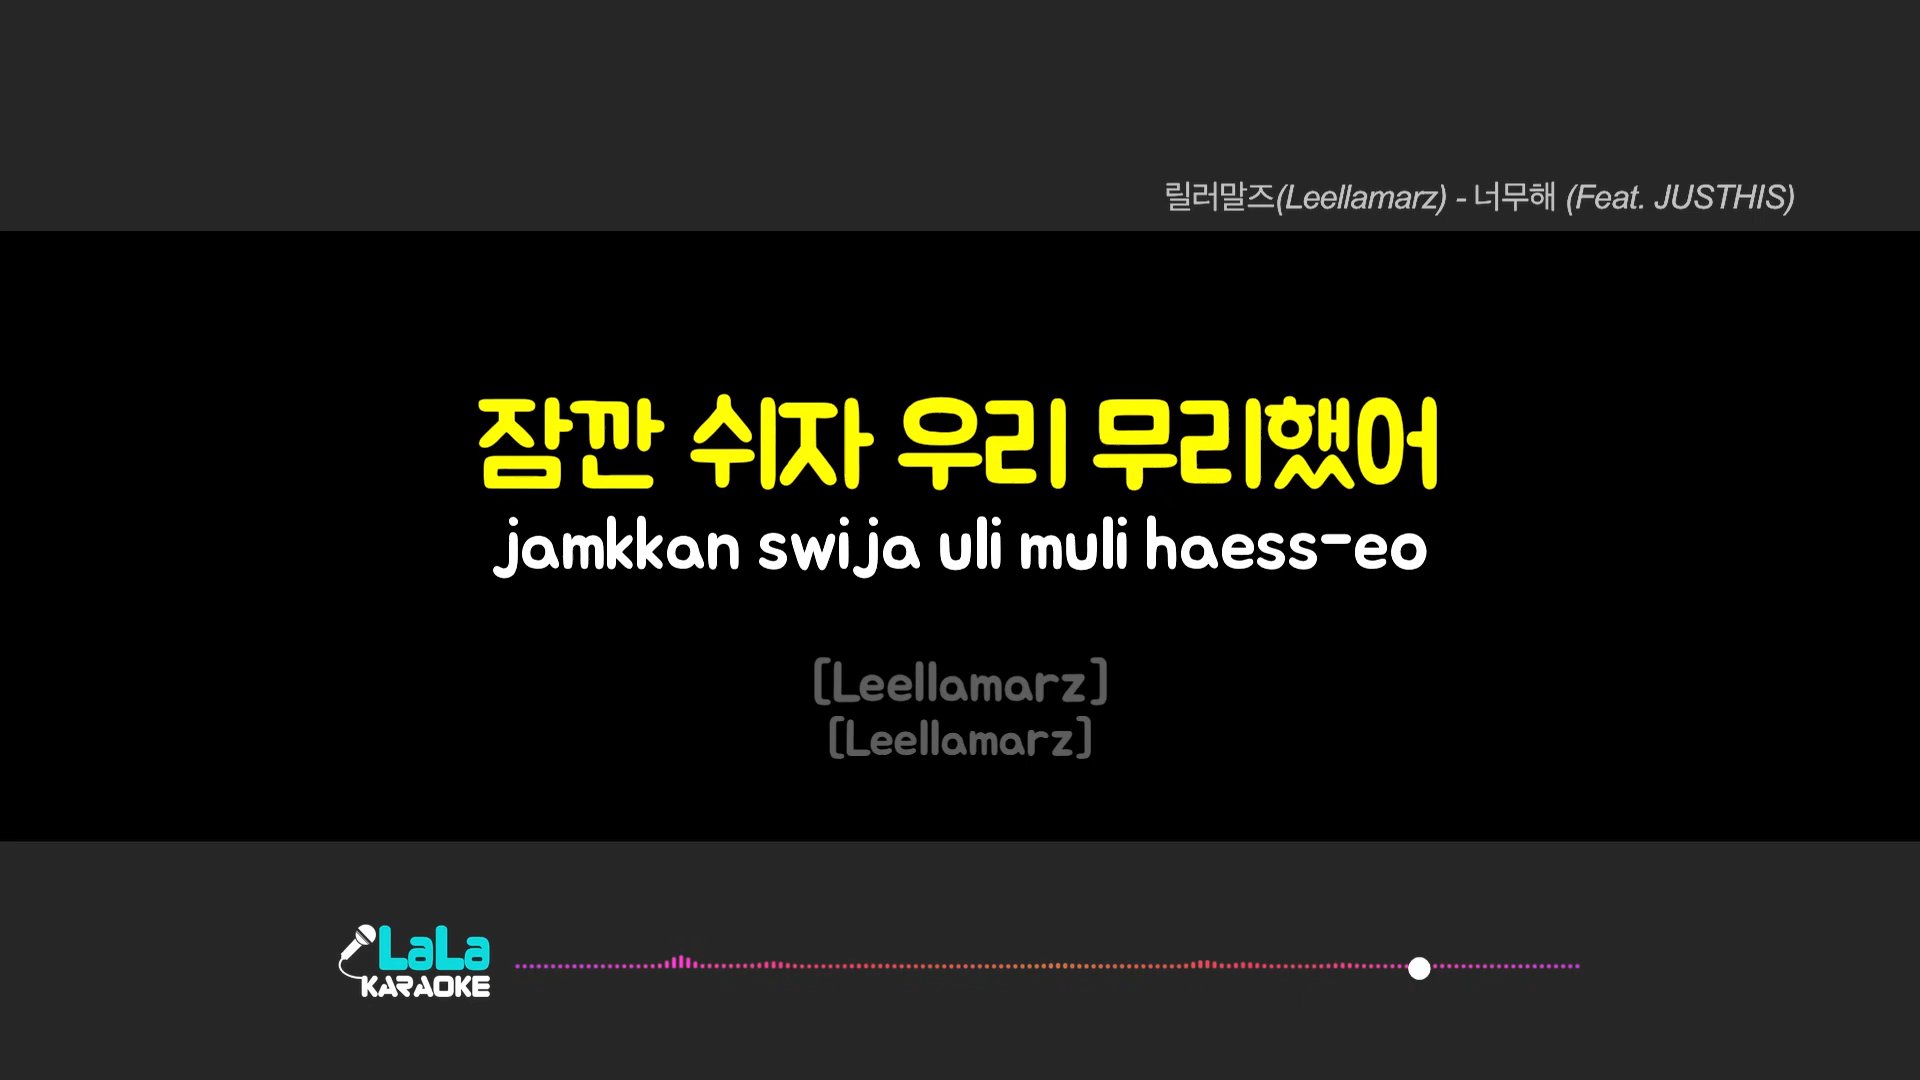 릴러말즈(Leellamarz) - 너무해 (Feat. JUSTHIS)
잠깐 쉬자 우리 무리했어
jamkkan swija uli muli haess-eo
[Leellamarz]
[Leellamarz]
LaLa
KARAOKE